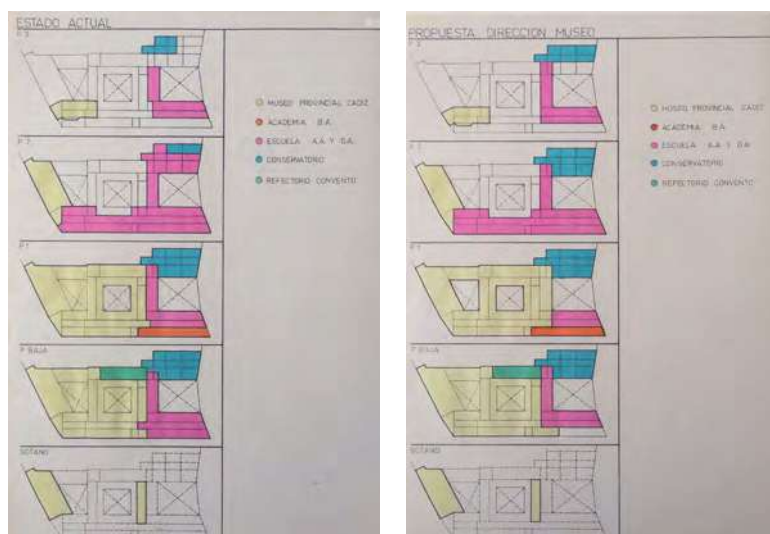 ESTADO ACTUAL
P 3
P 2
P 1
P BAJA
SOTANO
MUSEO PROVINCIAL CADIZ
ACADEMIA B.A.
ESCUELA A.A. Y O.A.
CONSERVATORIO
REFECTORIO CONVENTO
PROPUESTA DIRECCION MUSEO
P 3
P 1
P BAJA
SOTANO
MUSEO PROVINCIAL CADIZ
ACADEMIA B.A.
ESCUELA A.A. Y O.A.
CONSERVATORIO
REFECTORIO CONVENTO